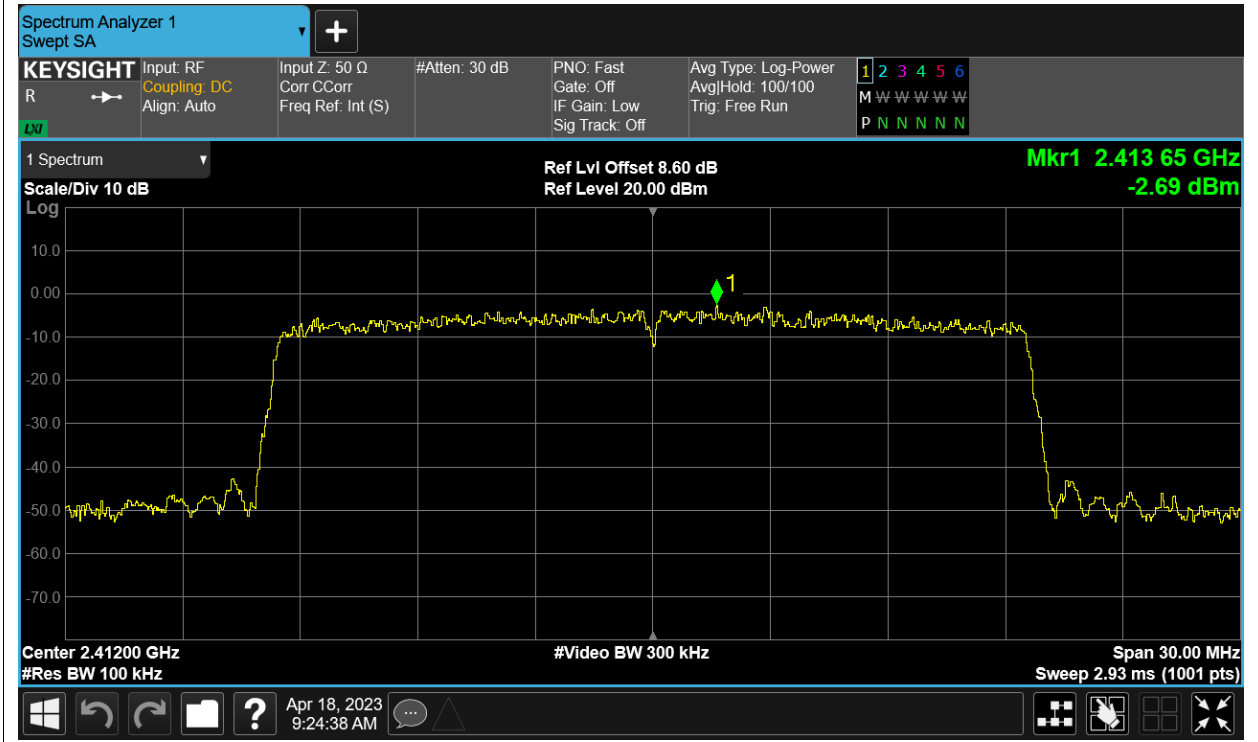 Spectrum Analyzer 1
Swept SA
KEYSIGHT
R
LXI
Input: RF
Coupling: DC
Align: Auto
Input Z: 50 Ω
Corr CCorr
Freq Ref: Int (S)
#Atten: 30 dB
PNO: Fast
Gate: Off
IF Gain: Low
Sig Track: Off
Avg Type: Log-Power
Avg|Hold: 100/100
Trig: Free Run
1 2 3 4 5 6
M W W W W W
P N N N N N
1 Spectrum
Scale/Div 10 dB
Ref Lvl Offset 8.60 dB
Ref Level 20.00 dBm
Mkr1 2.413 65 GHz
-2.69 dBm
Log
10.0
0.00
-10.0
-20.0
-30.0
-40.0
-50.0
-60.0
-70.0
1
Center 2.41200 GHz
#Res BW 100 kHz
#Video BW 300 kHz
Span 30.00 MHz
Sweep 2.93 ms (1001 pts)
?
Apr 18, 2023
9:24:38 AM